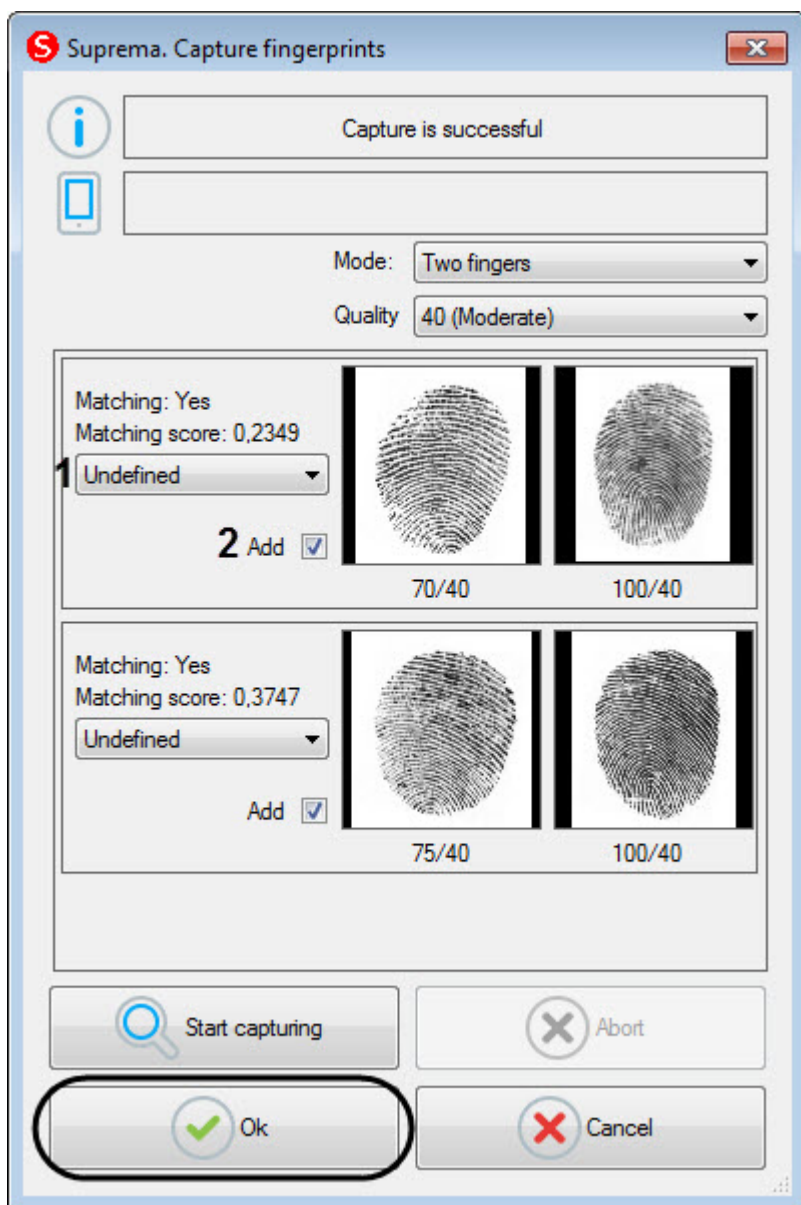 S Suprema. Capture fingerprints
i Capture is successful
Mode: Two fingers
Quality 40 (Moderate)
Matching: Yes
Matching score: 0,2349
1 Undefined
2 Add
70/40 100/40
Matching: Yes
Matching score: 0,3747
Undefined
Add
75/40 100/40
Start capturing Abort
Ok Cancel